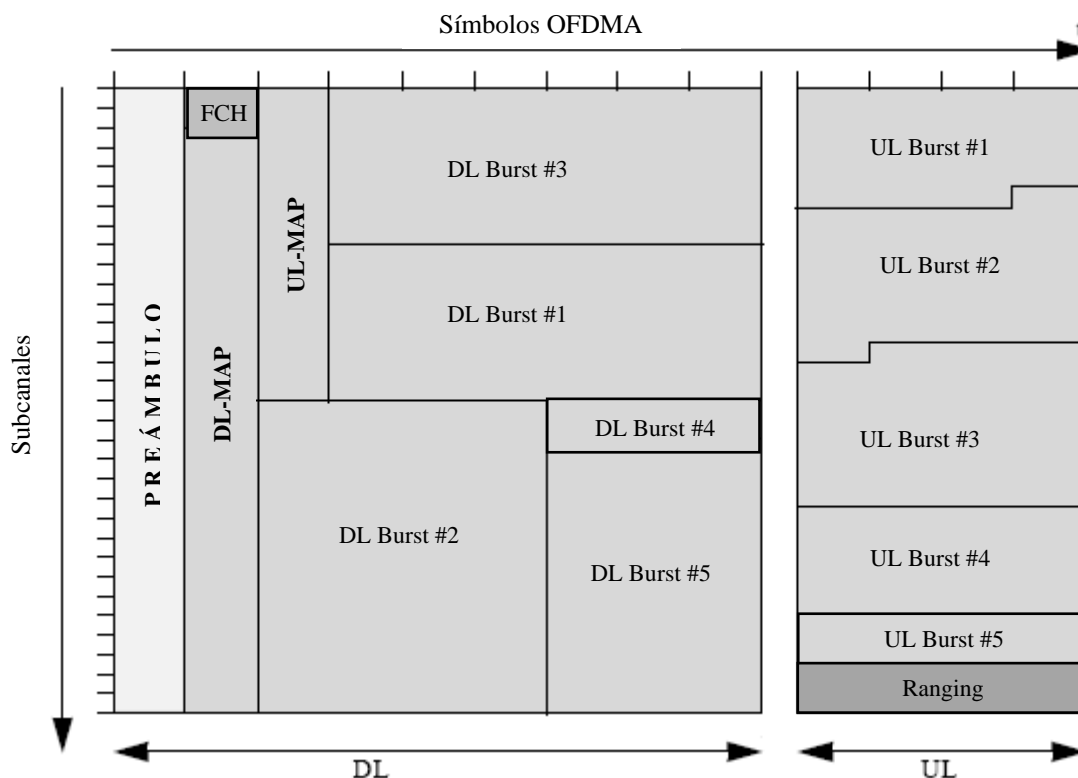 Símbolos OFDMA
t
Subcanales
PREÁMBULO
FCH
DL-MAP
UL-MAP
DL Burst #3
DL Burst #1
DL Burst #4
DL Burst #2
DL Burst #5
UL Burst #1
UL Burst #2
UL Burst #3
UL Burst #4
UL Burst #5
Ranging
DL
UL